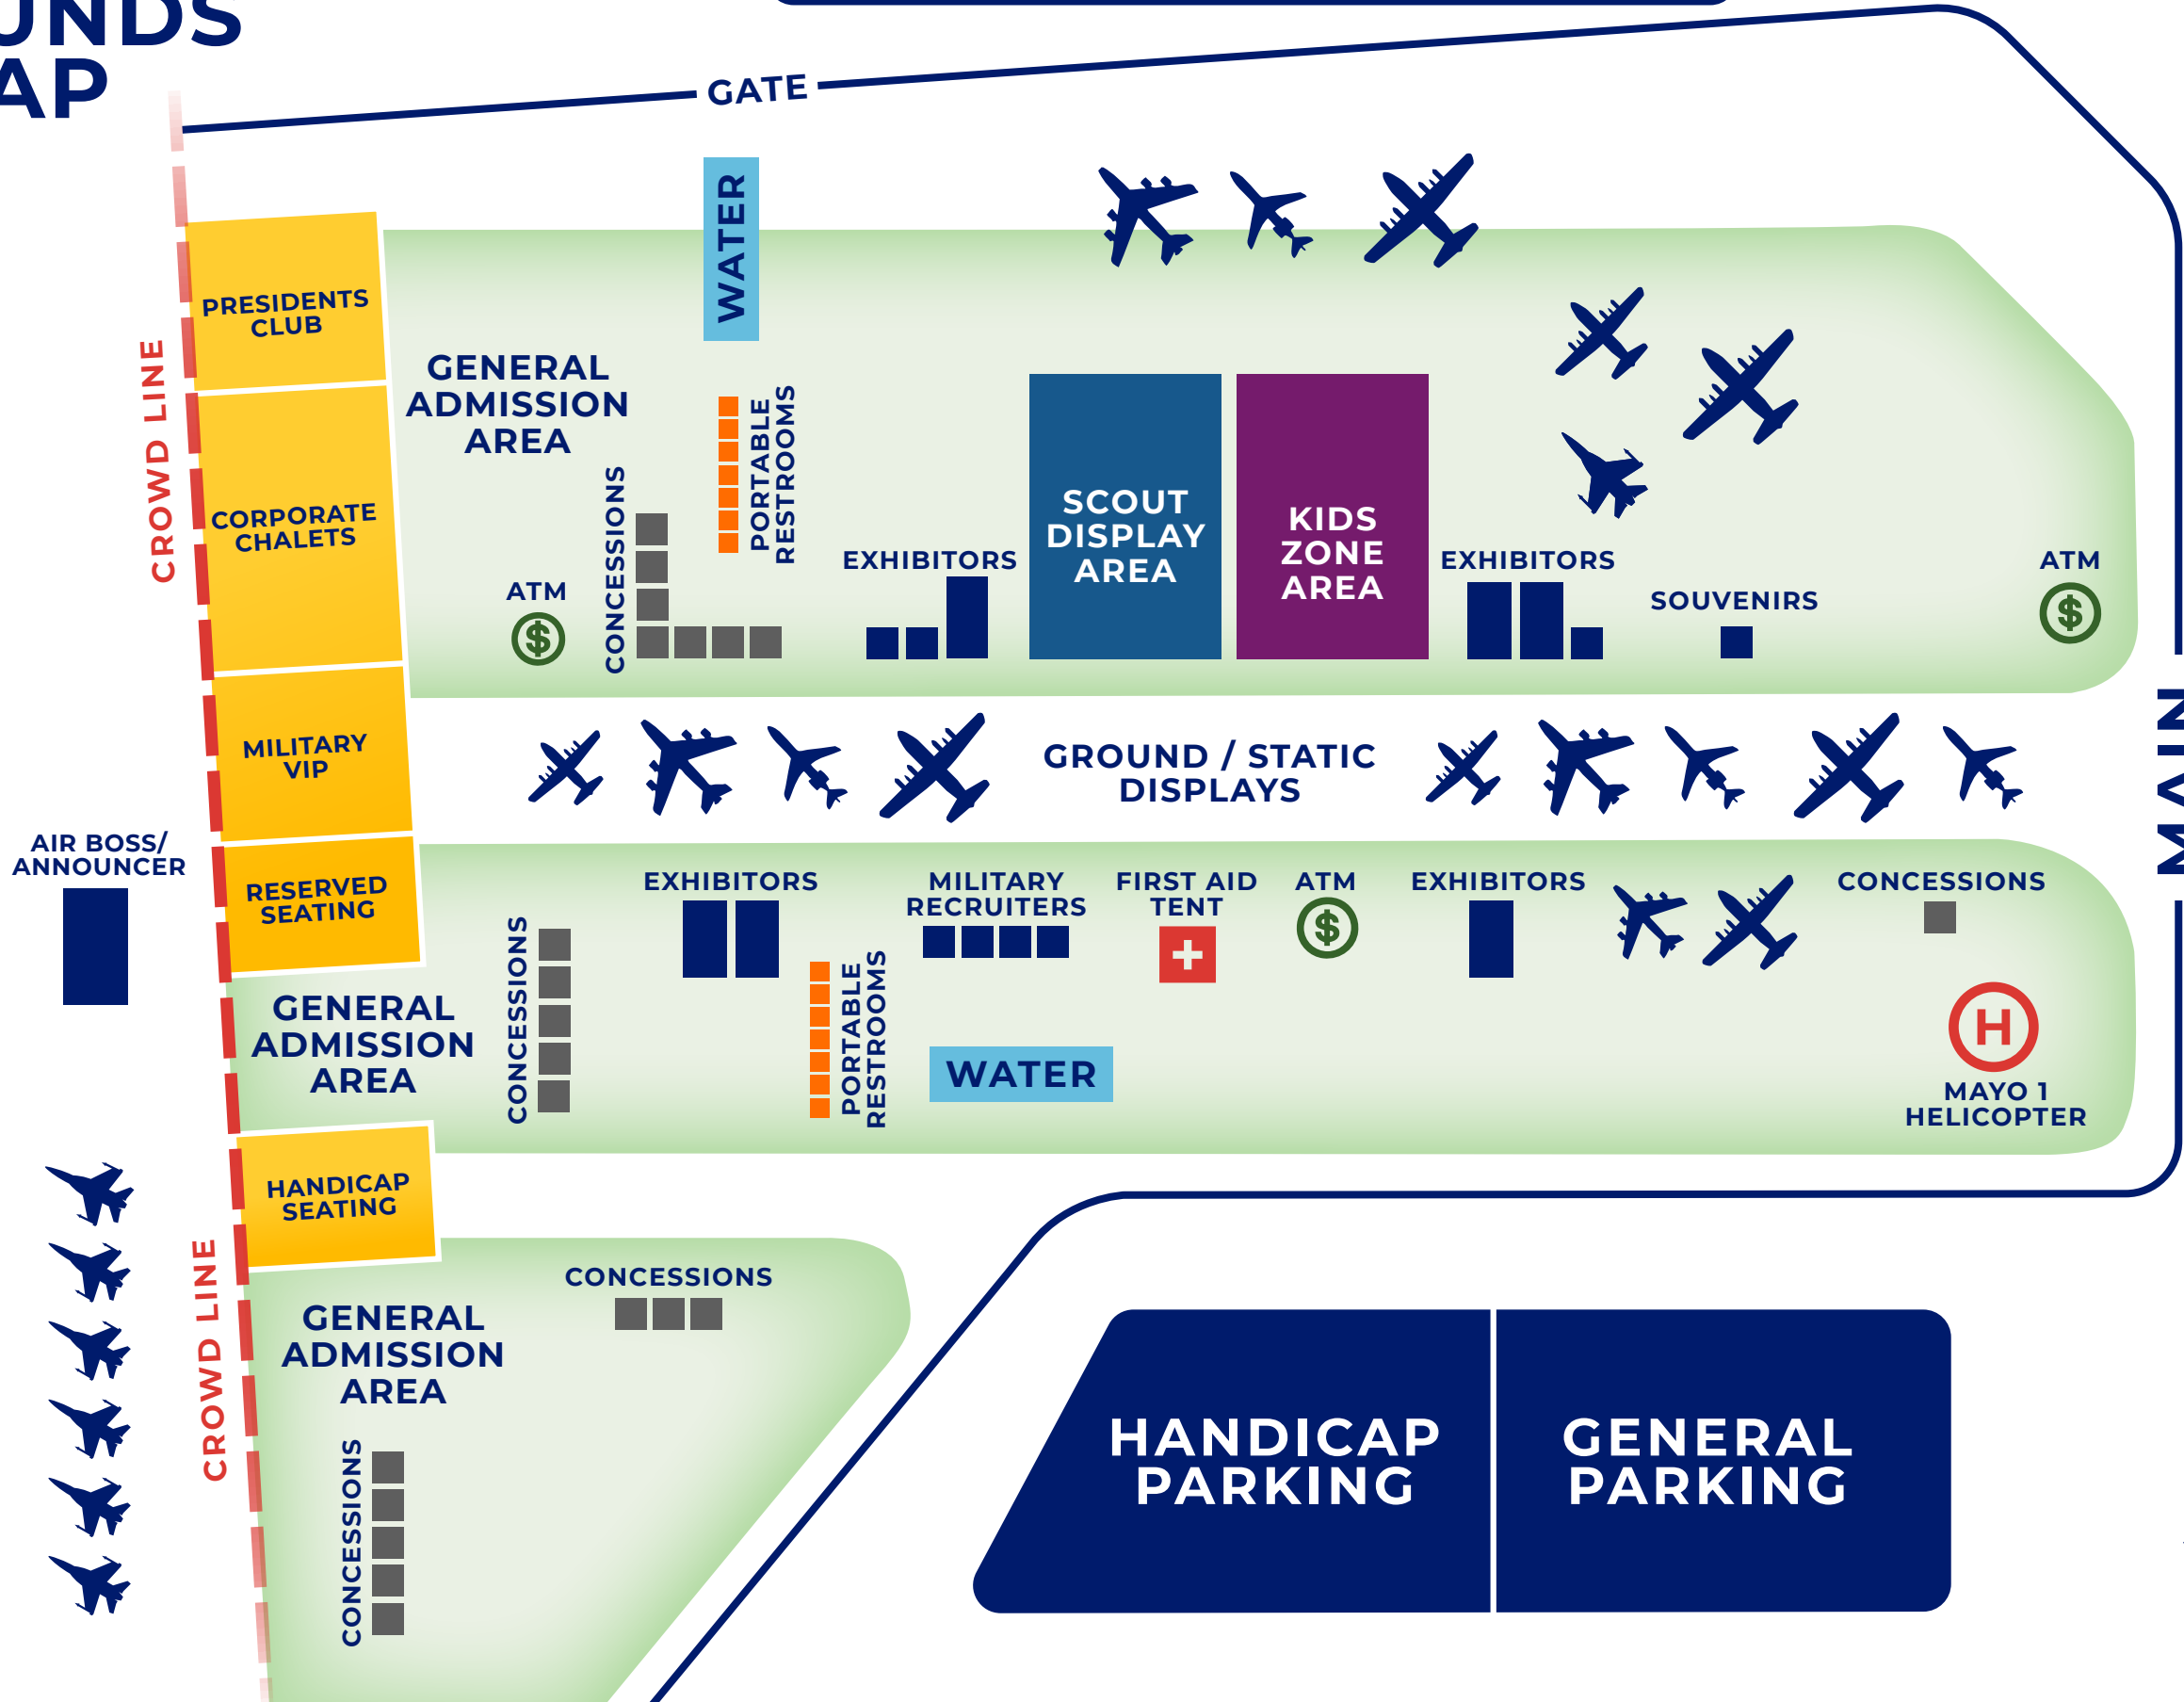 UNDS
AP
GATE
WATER
PRESIDENTS
CLUB
CROWD LINE
GENERAL
ADMISSION
AREA
PORTABLE
RESTROOMS
CONCESSIONS
CORPORATE
CHALETS
ATM
$
EXHIBITORS
SCOUT
DISPLAY
AREA
KIDS
ZONE
AREA
EXHIBITORS
SOUVENIRS
ATM
$
MILITARY
VIP
GROUND / STATIC
DISPLAYS
MAIN
AIR BOSS/
ANNOUNCER
RESERVED
SEATING
EXHIBITORS
MILITARY
RECRUITERS
FIRST AID
TENT
ATM
$
EXHIBITORS
CONCESSIONS
GENERAL
ADMISSION
AREA
CONCESSIONS
PORTABLE
RESTROOMS
WATER
H
MAYO 1
HELICOPTER
HANDICAP
SEATING
CROWD LINE
CONCESSIONS
GENERAL
ADMISSION
AREA
CONCESSIONS
HANDICAP
PARKING
GENERAL
PARKING